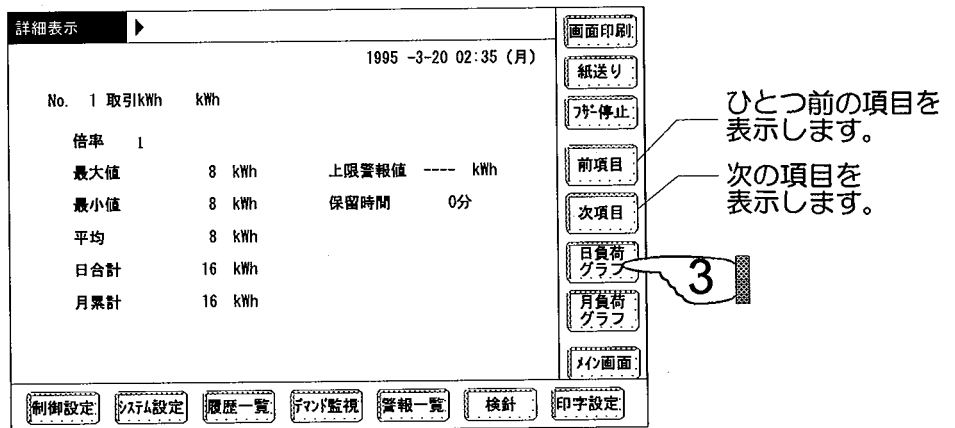 詳細表示
1995 -3-20 02:35 (月)
No. 1 取引kWh kWh
倍率 1
最大値 8 kWh 上限警報値 ---- kWh
最小値 8 kWh 保留時間 0分
平均 8 kWh
日合計 16 kWh
月累計 16 kWh
画面印刷
紙送り
ブザー停止
前項目
次項目
日負荷
グラフ
月負荷
グラフ
メイン画面
ひとつ前の項目を
表示します。
次の項目を
表示します。
3
制御設定 システム設定 履歴一覧 デマンド監視 警報一覧 検針 印字設定